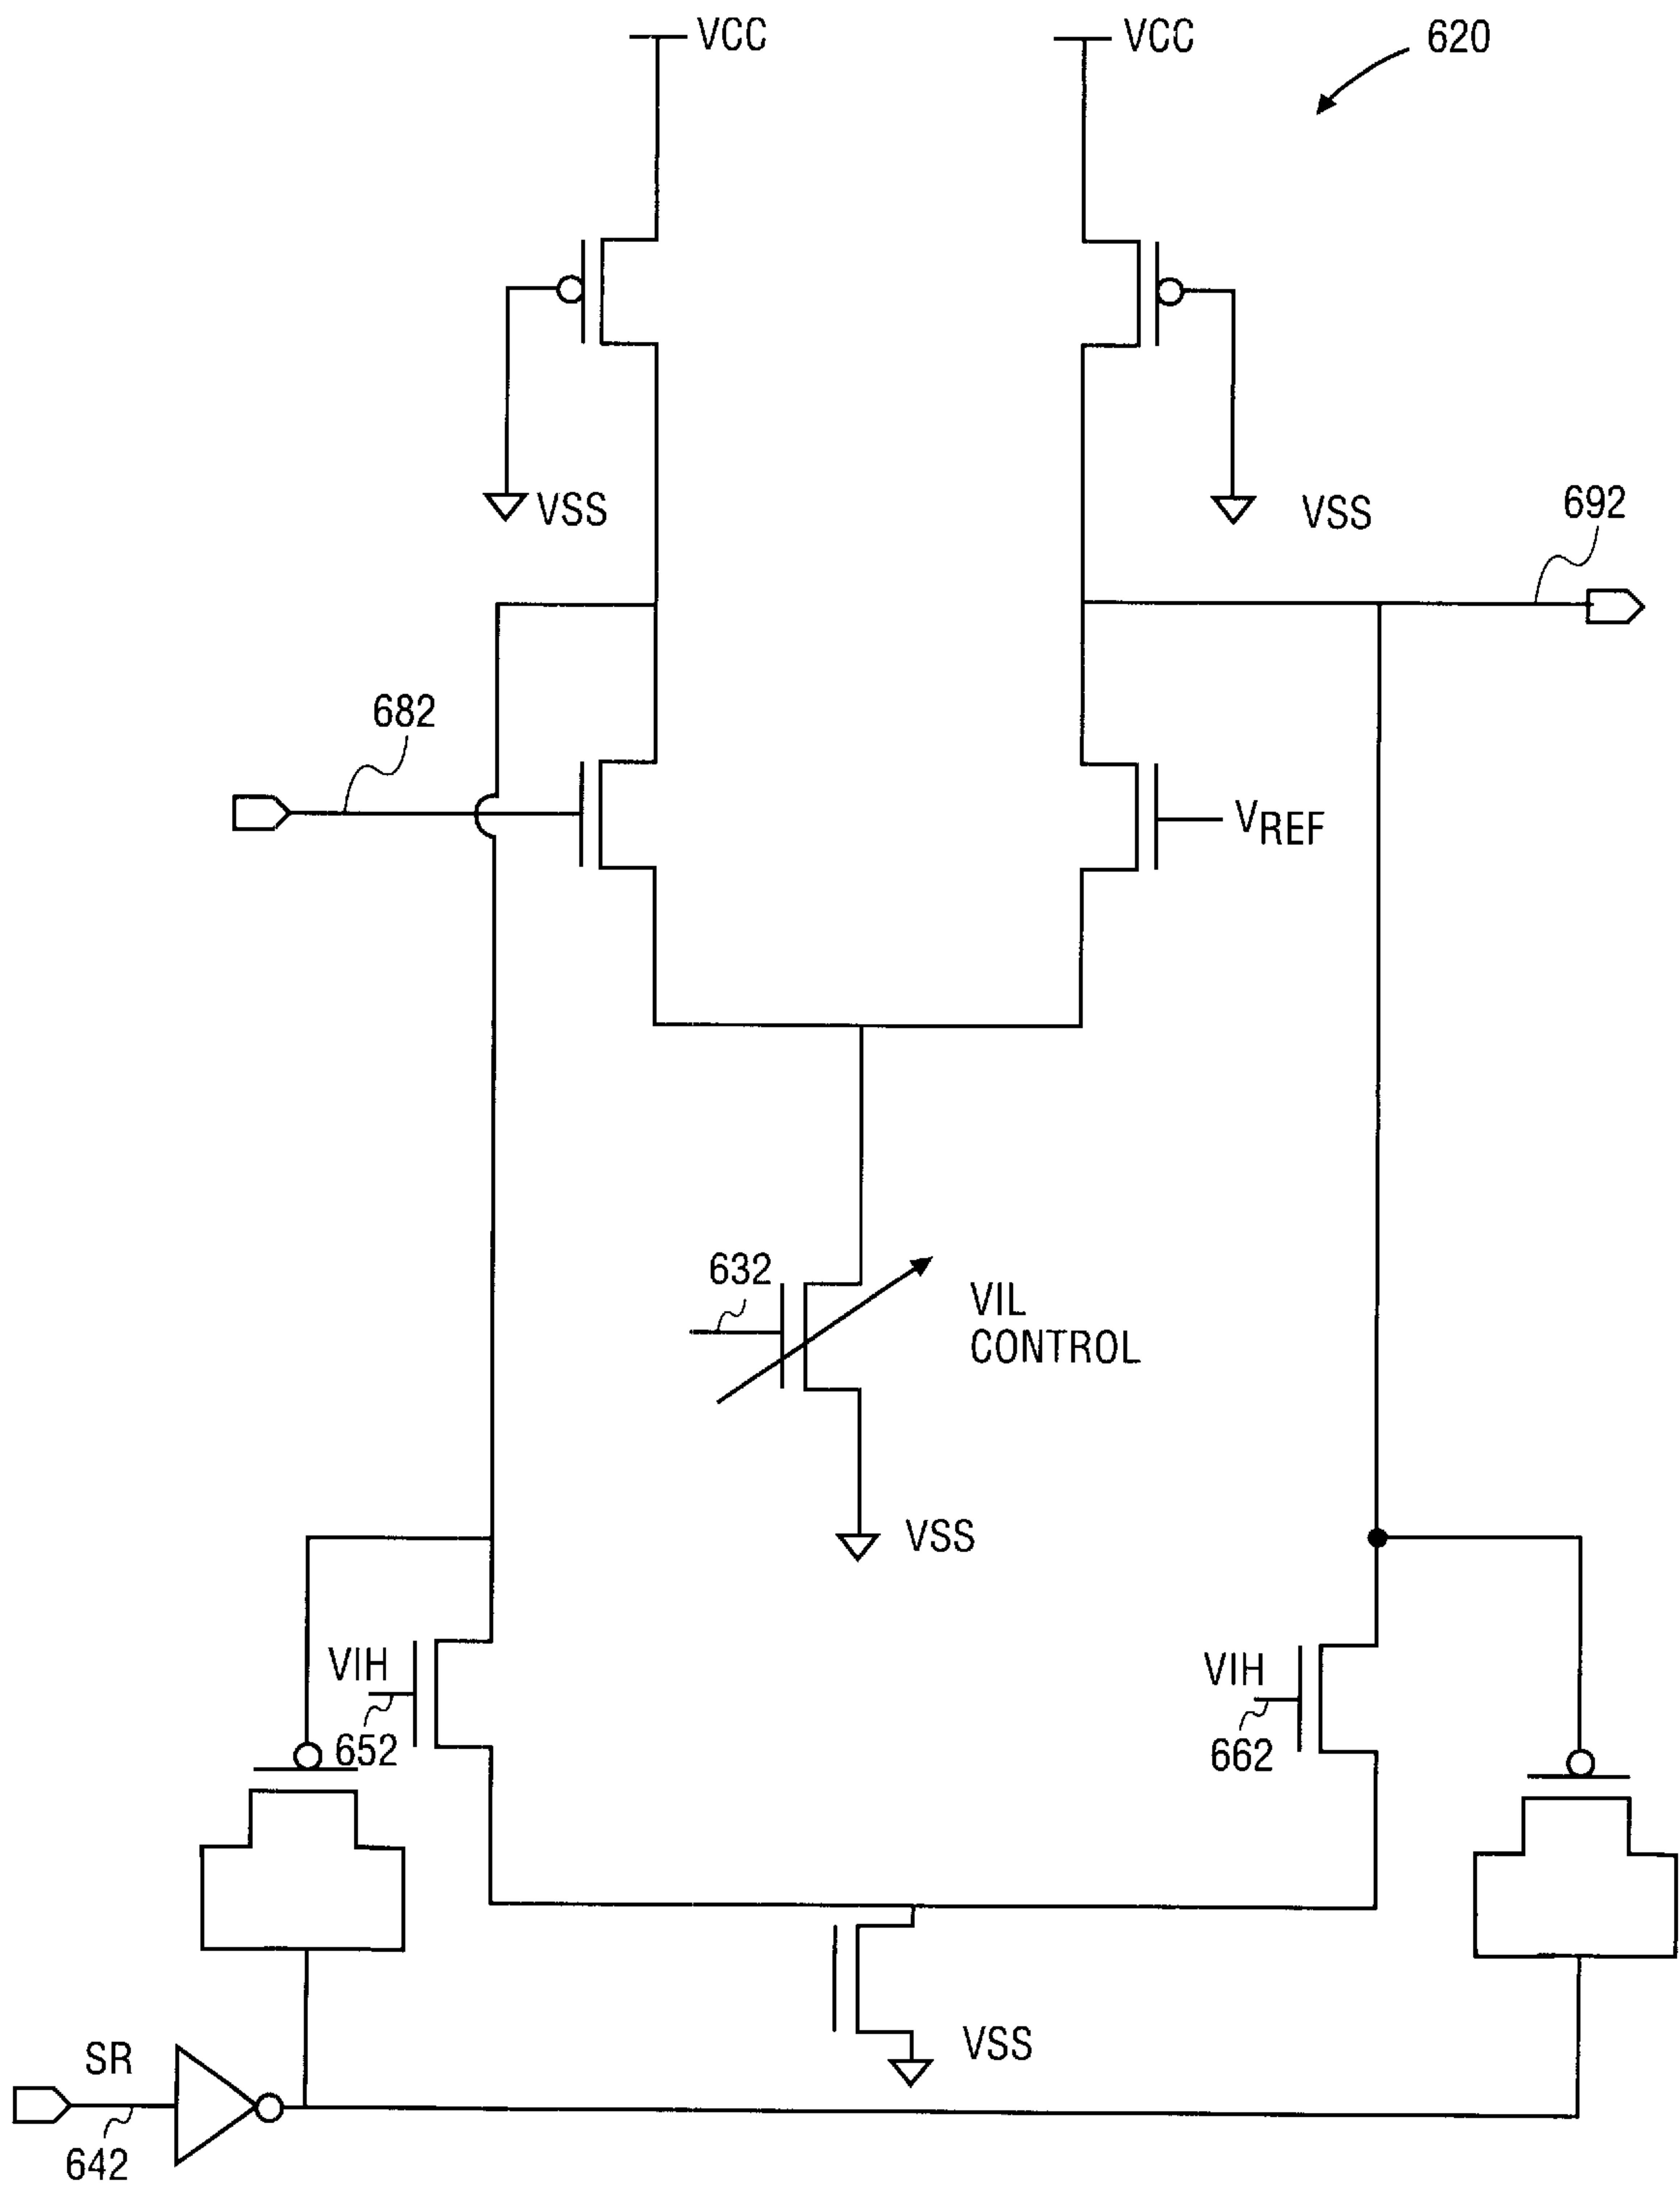 VCC
VCC
620
VSS
VSS
692
682
VREF
632
VIL
CONTROL
VSS
VIH
652
VIH
662
VSS
SR
642